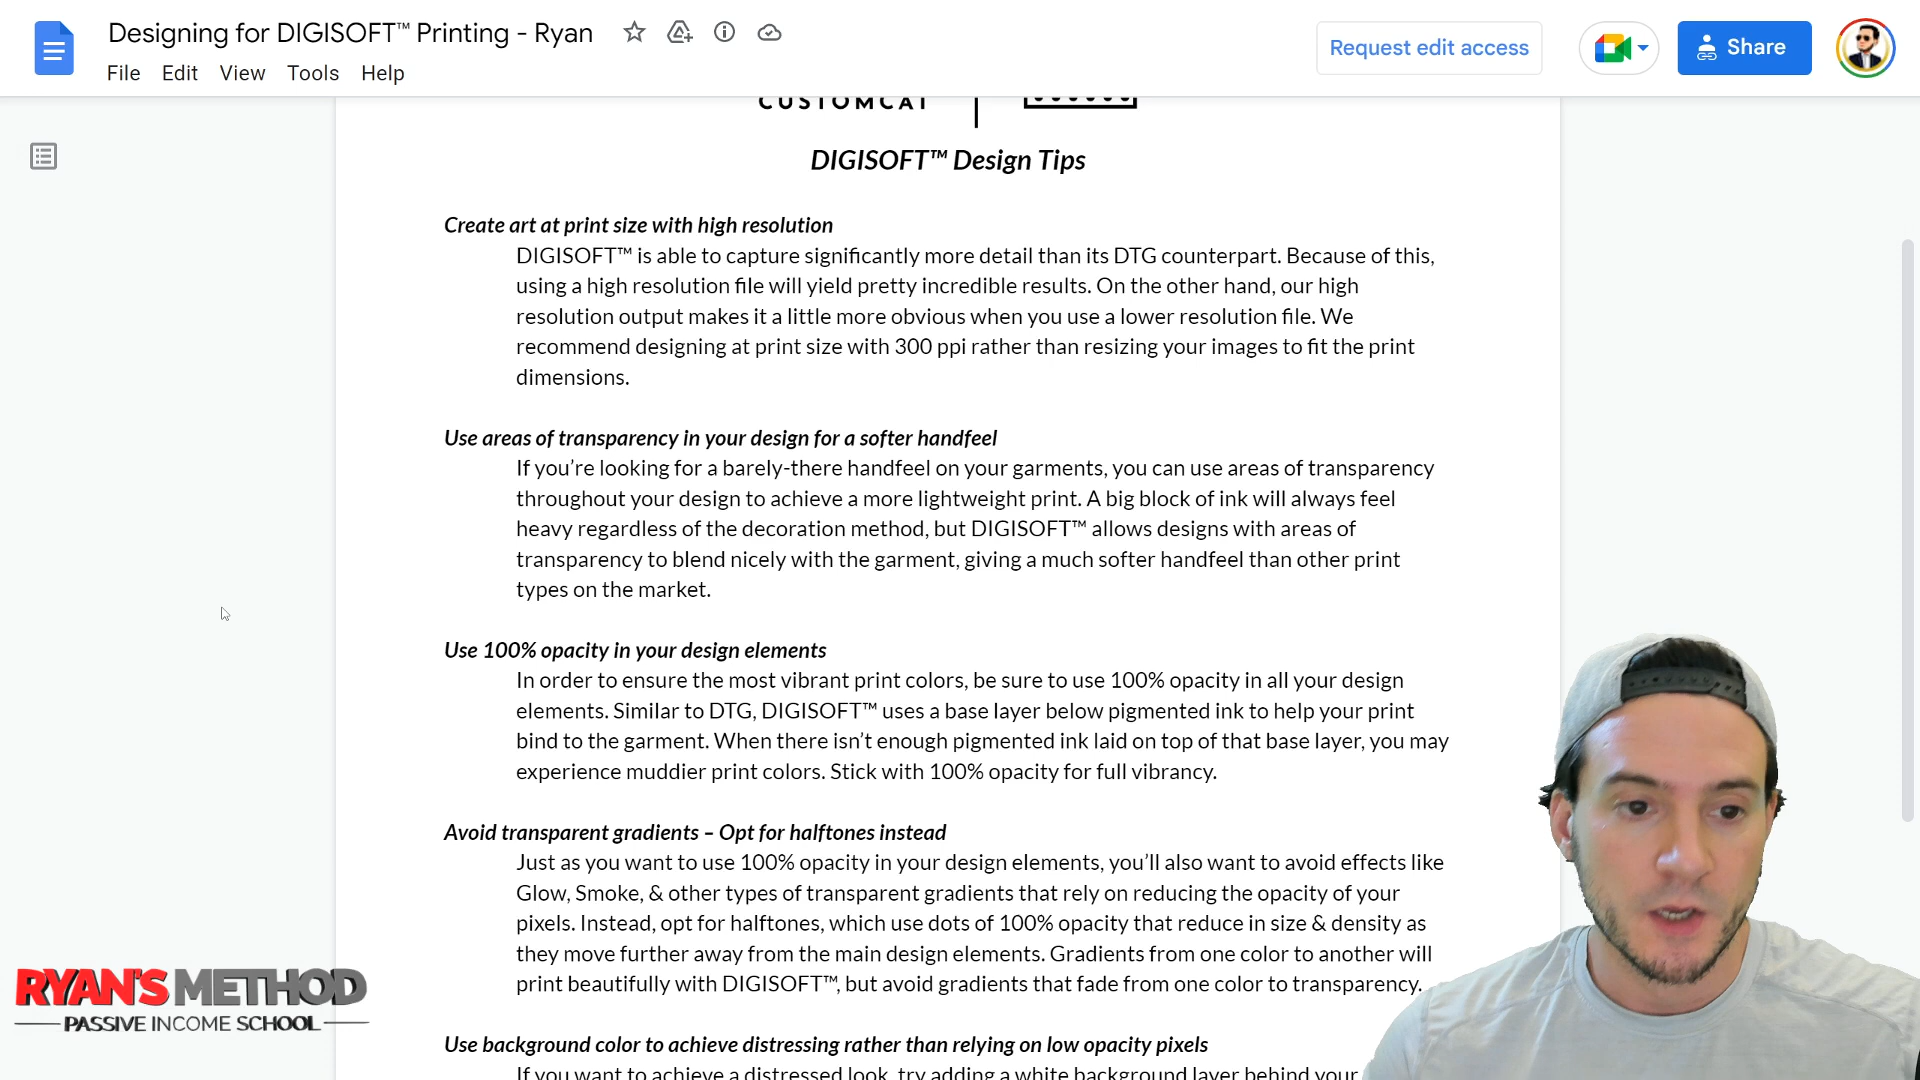 Designing for DIGISOFT™ Printing - Ryan
Request edit access
Share
File Edit View Tools Help
CUSTOMCAT
DIGISOFT™ Design Tips
Create art at print size with high resolution
DIGISOFT™ is able to capture significantly more detail than its DTG counterpart. Because of this,
using a high resolution file will yield pretty incredible results. On the other hand, our high
resolution output makes it a little more obvious when you use a lower resolution file. We
recommend designing at print size with 300 ppi rather than resizing your images to fit the print
dimensions.
Use areas of transparency in your design for a softer handfeel
If you’re looking for a barely-there handfeel on your garments, you can use areas of transparency
throughout your design to achieve a more lightweight print. A big block of ink will always feel
heavy regardless of the decoration method, but DIGISOFT™ allows designs with areas of
transparency to blend nicely with the garment, giving a much softer handfeel than other print
types on the market.
Use 100% opacity in your design elements
In order to ensure the most vibrant print colors, be sure to use 100% opacity in all your design
elements. Similar to DTG, DIGISOFT™ uses a base layer below pigmented ink to help your print
bind to the garment. When there isn’t enough pigmented ink laid on top of that base layer, you may
experience muddier print colors. Stick with 100% opacity for full vibrancy.
Avoid transparent gradients – Opt for halftones instead
Just as you want to use 100% opacity in your design elements, you’ll also want to avoid effects like
Glow, Smoke, & other types of transparent gradients that rely on reducing the opacity of your
pixels. Instead, opt for halftones, which use dots of 100% opacity that reduce in size & density as
they move further away from the main design elements. Gradients from one color to another will
print beautifully with DIGISOFT™, but avoid gradients that fade from one color to transparency.
Use background color to achieve distressing rather than relying on low opacity pixels
If you want to achieve a distressed look, try adding a white background layer behind your
RYAN'S METHOD
PASSIVE INCOME SCHOOL